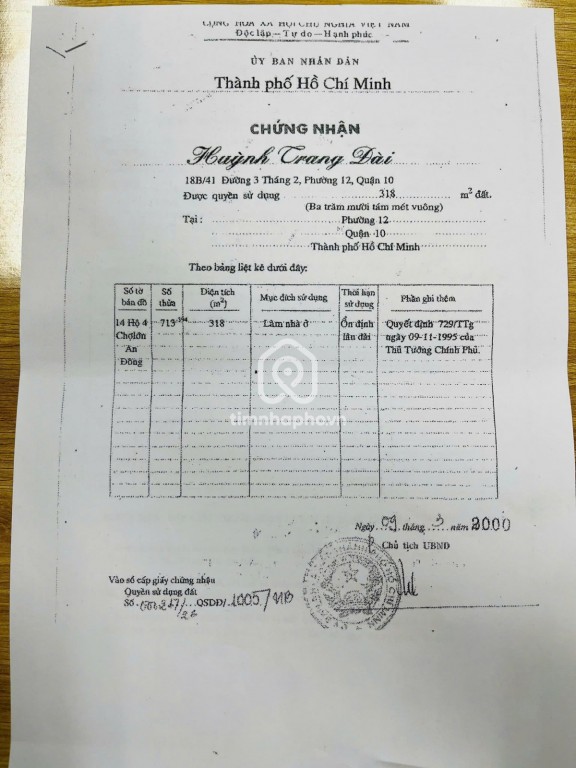 CỘNG HÒA XÃ HỘI CHỦ NGHĨA VIỆT NAM
Độc lập – Tự do – Hạnh phúc
ỦY BAN NHÂN DÂN
Thành phố Hồ Chí Minh
CHỨNG NHẬN
Huỳnh Trang Đài
18B/41 Đường 3 Tháng 2, Phường 12, Quận 10
Được quyền sử dụng 318 m² đất.
(Ba trăm mười tám mét vuông)
Tại : Phường 12
Quận 10
Thành phố Hồ Chí Minh
Theo bảng liệt kê dưới đây:
Số tờ bản đồ Số thửa Diện tích (m²) Mục đích sử dụng Thời hạn sử dụng Phần ghi thêm
14 Hộ 4 713 318 Làm nhà ở Ổn định Quyết định 729/TTg
Chợlớn lâu dài ngày 09-11-1995 của
An Thủ Tướng Chính Phủ.
Đông
timnhapho.vn
Ngày 09 tháng 3 năm 2000
Chủ tịch UBND
Vào sổ cấp giấy chứng nhận
Quyền sử dụng đất
Số QSDĐ/ 1005/